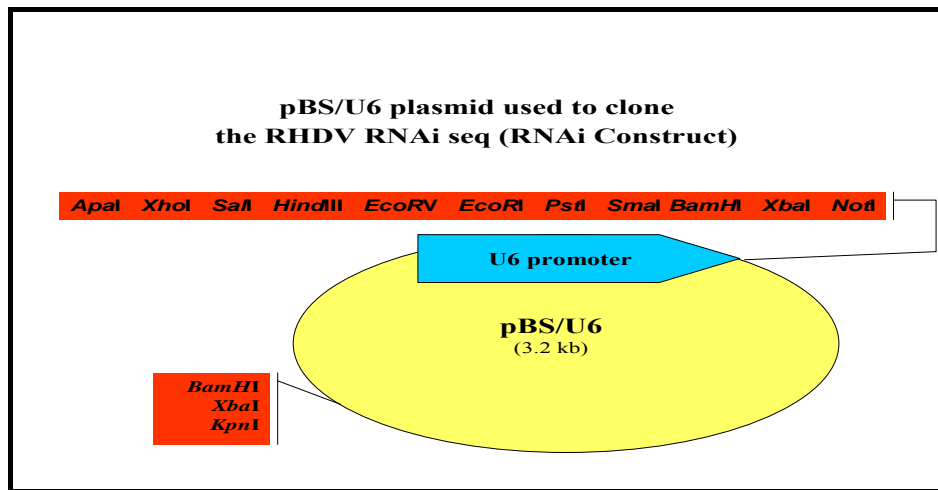 pBS/U6 plasmid used to clone
the RHDV RNAi seq (RNAi Construct)
ApaI XhoI SalI HindIII EcoRV EcoRI PstI SmaI BamHI XbaI NotI
U6 promoter
pBS/U6
(3.2 kb)
BamHI
XbaI
KpnI